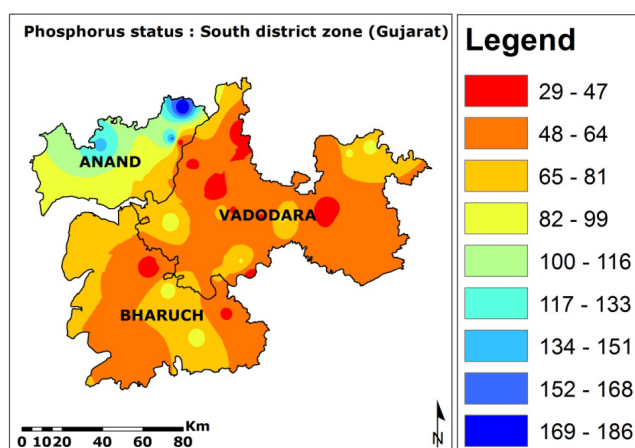 Phosphorus status : South district zone (Gujarat)
ANAND
VADODARA
BHARUCH
Km
0 10 20 40 60 80
N
Legend
29 - 47
48 - 64
65 - 81
82 - 99
100 - 116
117 - 133
134 - 151
152 - 168
169 - 186